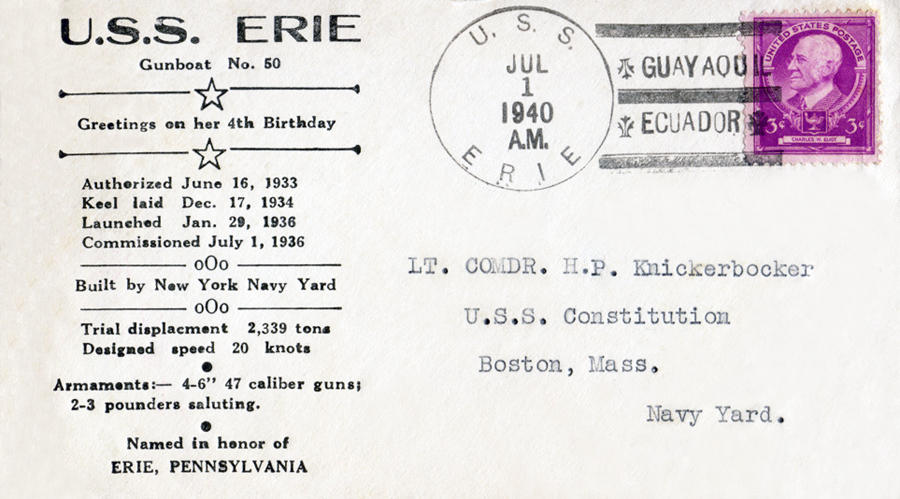 U.S.S. ERIE
Gunboat No. 50
Greetings on her 4th Birthday
Authorized June 16, 1933
Keel laid Dec. 17, 1934
Launched Jan. 29, 1936
Commissioned July 1, 1936
oOo
Built by New York Navy Yard
oOo
Trial displacment 2,339 tons
Designed speed 20 knots
Armaments:— 4-6" 47 caliber guns;
2-3 pounders saluting.
Named in honor of
ERIE, PENNSYLVANIA
U. S. S.
JUL
1
1940
A.M.
ERIE
GUAYAQUIL
ECUADOR
UNITED STATES POSTAGE
3¢ 3¢
CHARLES W. ELIOT
LT. COMDR. H.P. Knickerbocker
U.S.S. Constitution
Boston, Mass.
Navy Yard.